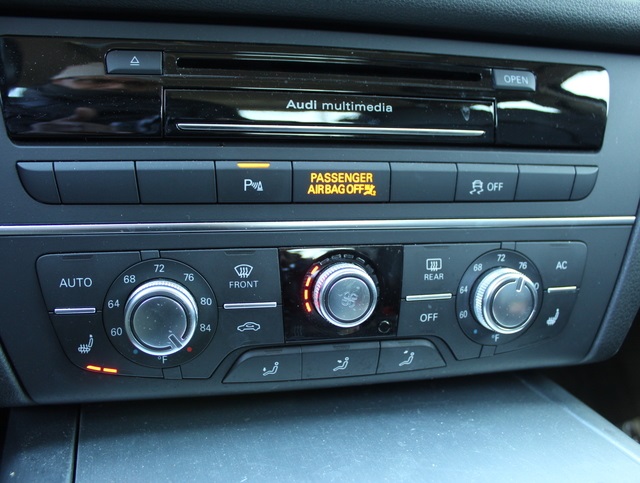 OPEN
Audi multimedia
P
PASSENGER
AIRBAG OFF
OFF
AUTO
60 64 68 72 76 80 84
°F
FRONT
REAR
OFF
60 64 68 72 76
°F
AC